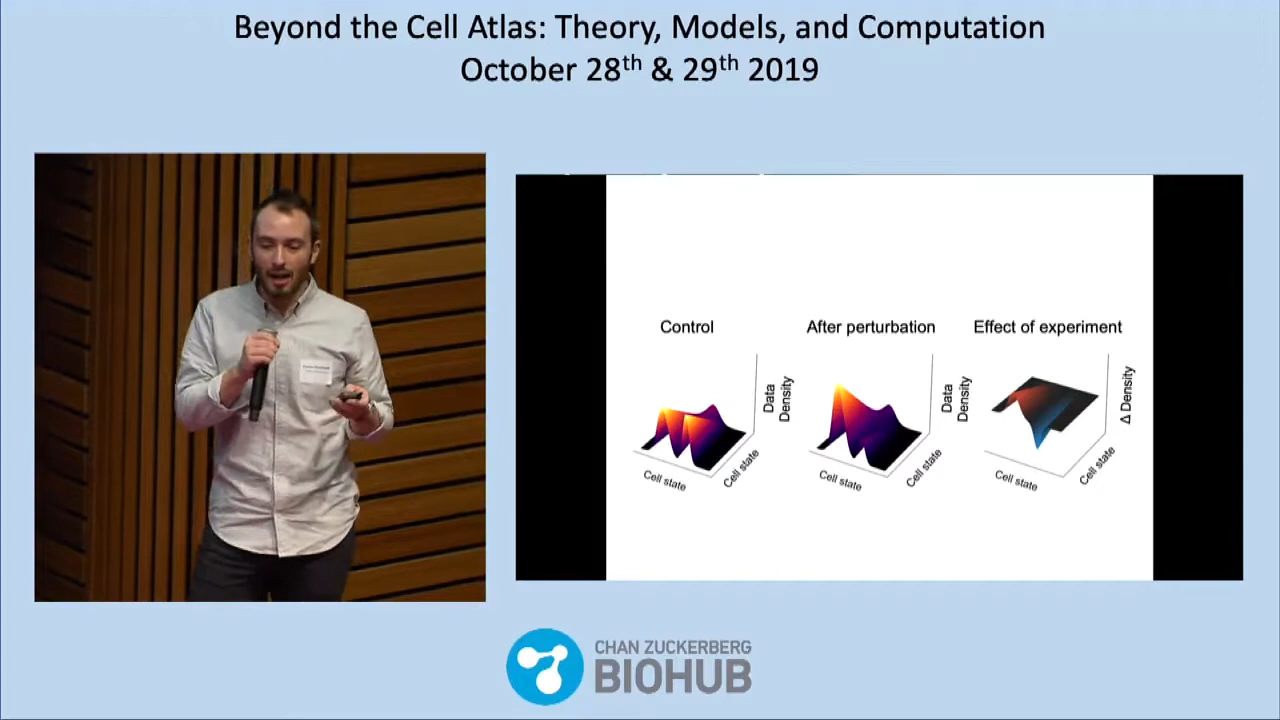 Beyond the Cell Atlas: Theory, Models, and Computation
October 28th & 29th 2019
Control
After perturbation
Effect of experiment
Data
Density
Cell state
Cell state
Data
Density
Cell state
Cell state
Δ Density
Cell state
Cell state
CHAN ZUCKERBERG
BIOHUB